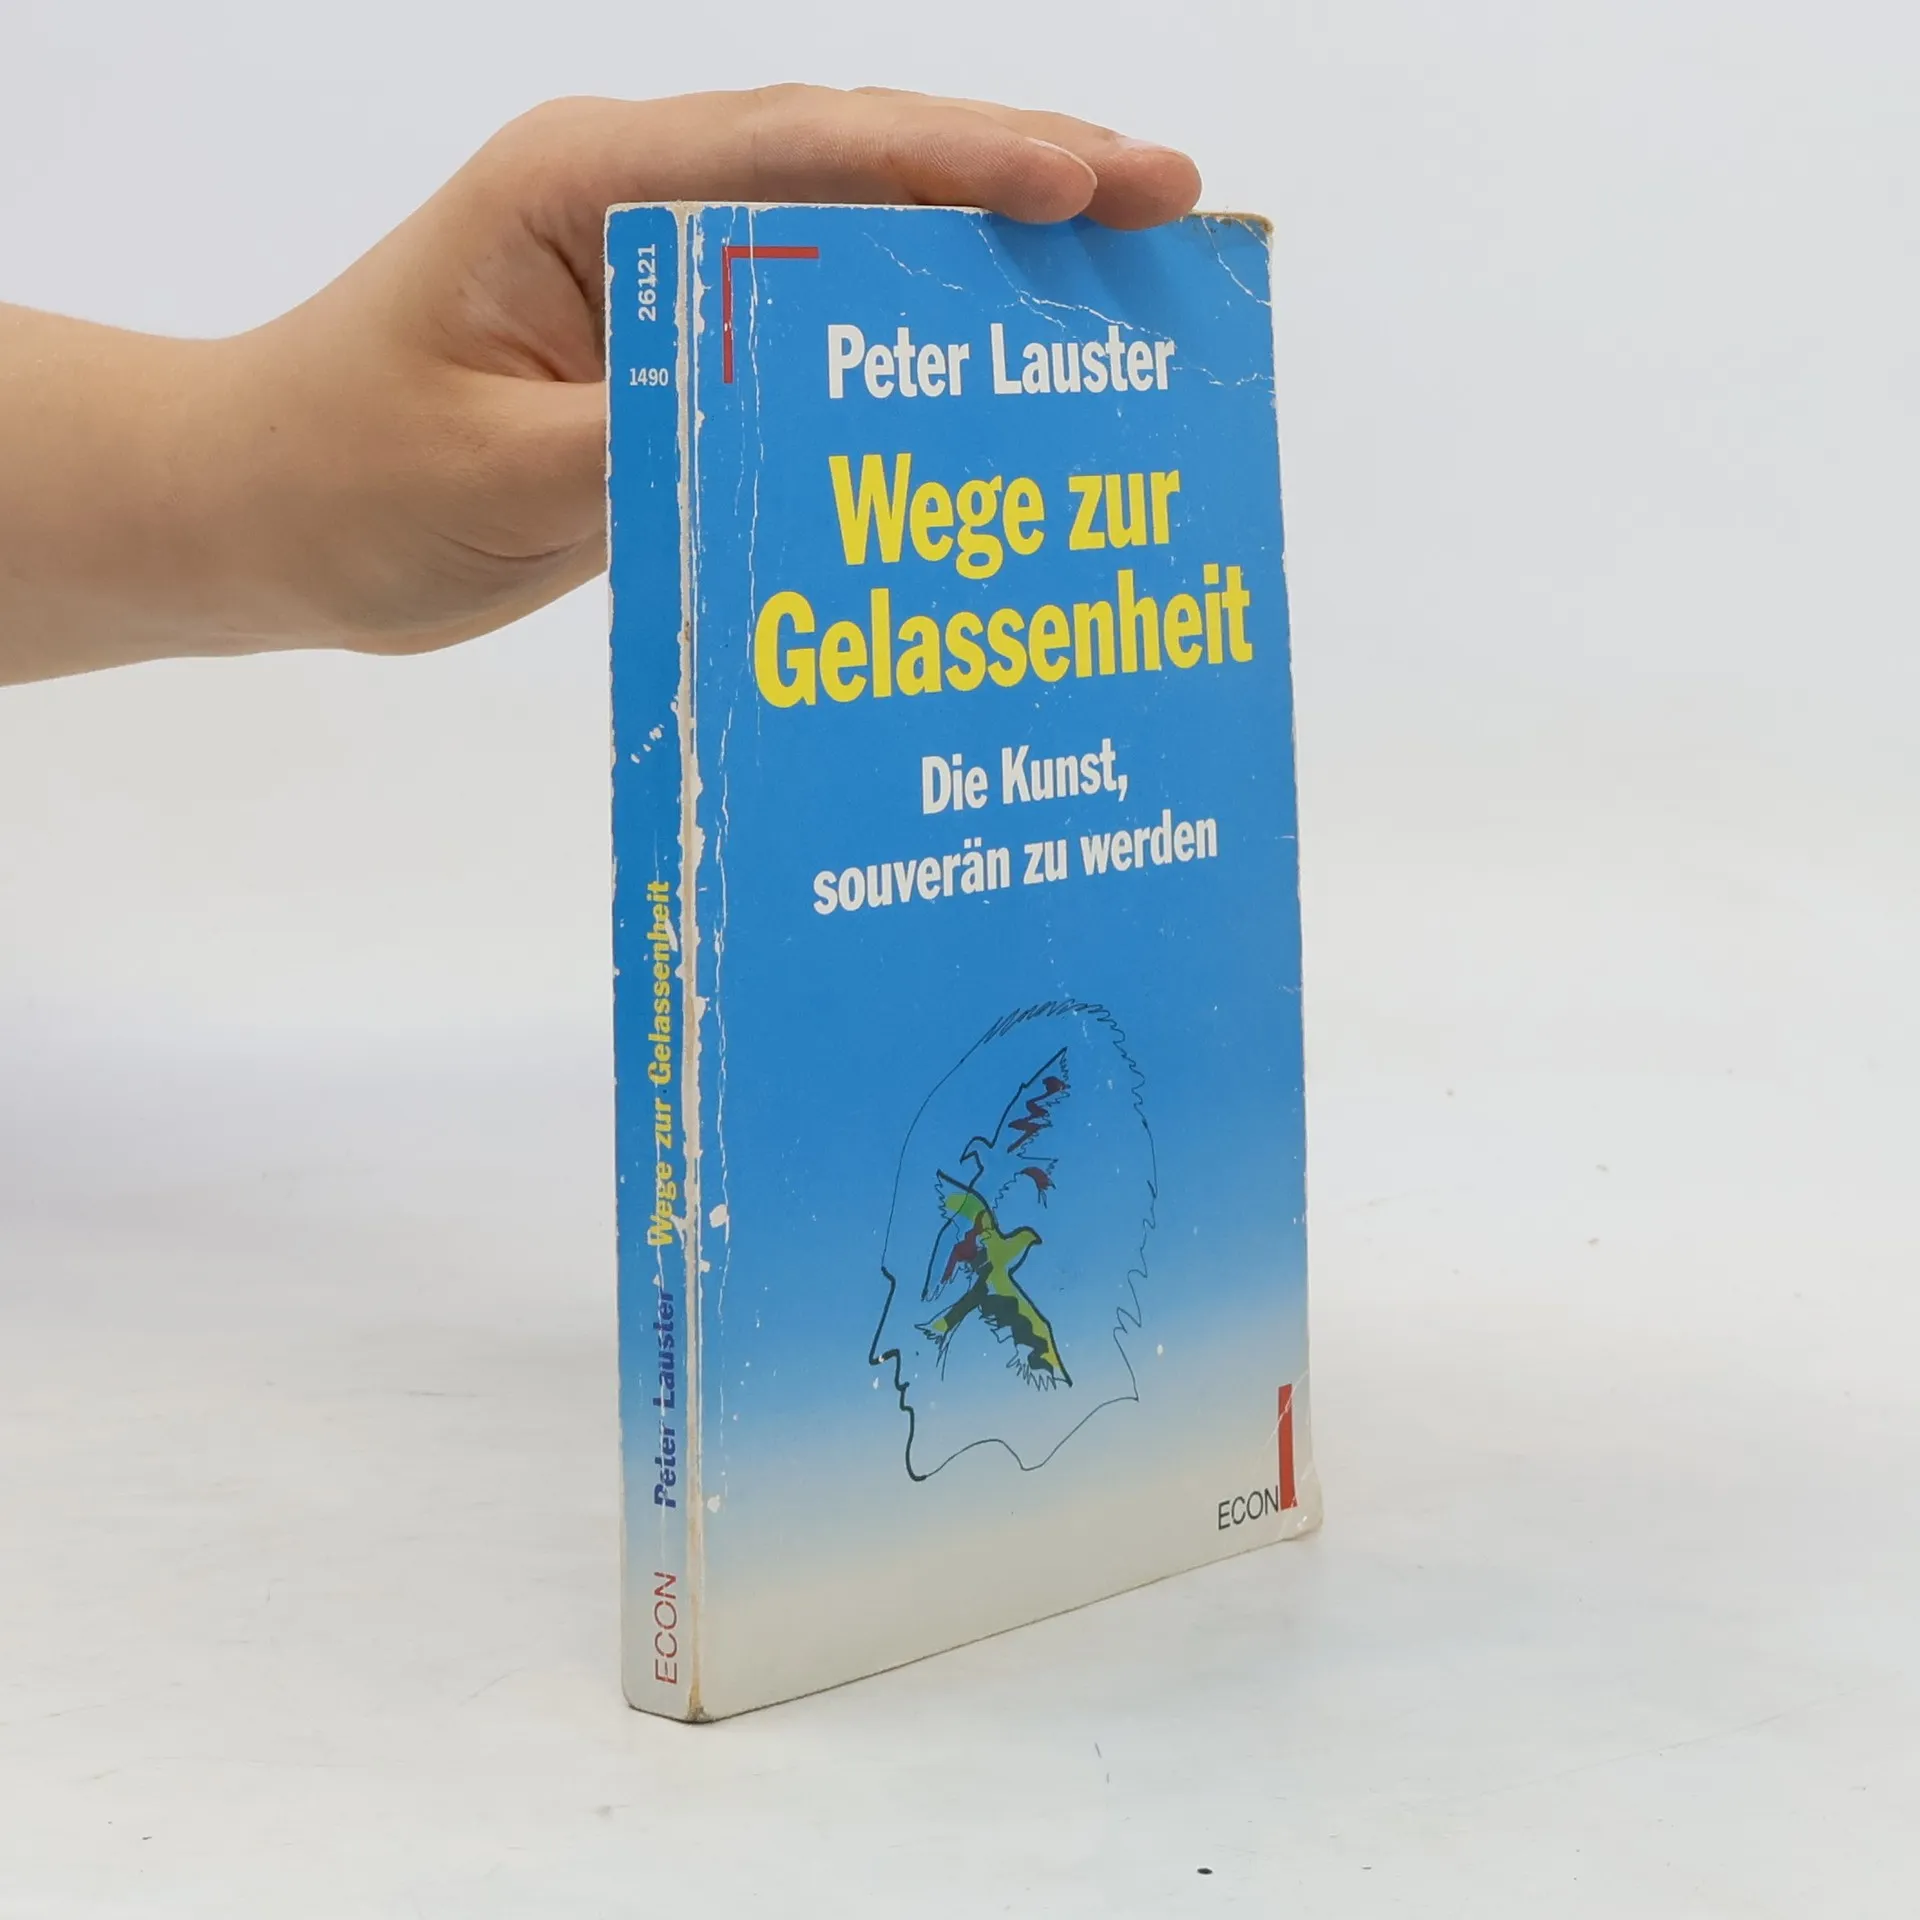 26121
1490
Wege zur Gelassenheit
Peter Lauster
ECON
Peter Lauster
Wege zur
Gelassenheit
Die Kunst,
souverän zu werden
ECON